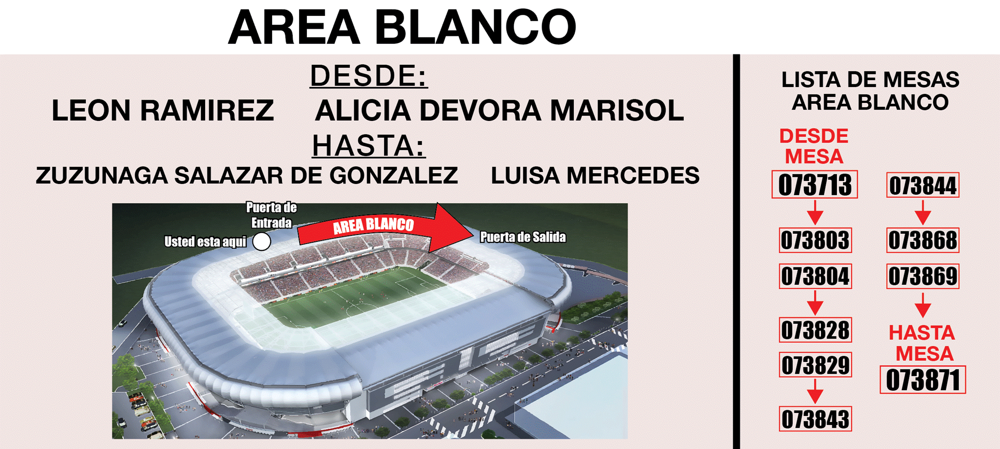 AREA BLANCO
DESDE:
LEON RAMIREZ ALICIA DEVORA MARISOL
HASTA:
ZUZUNAGA SALAZAR DE GONZALEZ LUISA MERCEDES
Puerta de
Entrada
Usted esta aqui
AREA BLANCO
Puerta de Salida
LISTA DE MESAS
AREA BLANCO
DESDE
MESA
073713
073803
073804
073828
073829
073843
073844
073868
073869
HASTA
MESA
073871